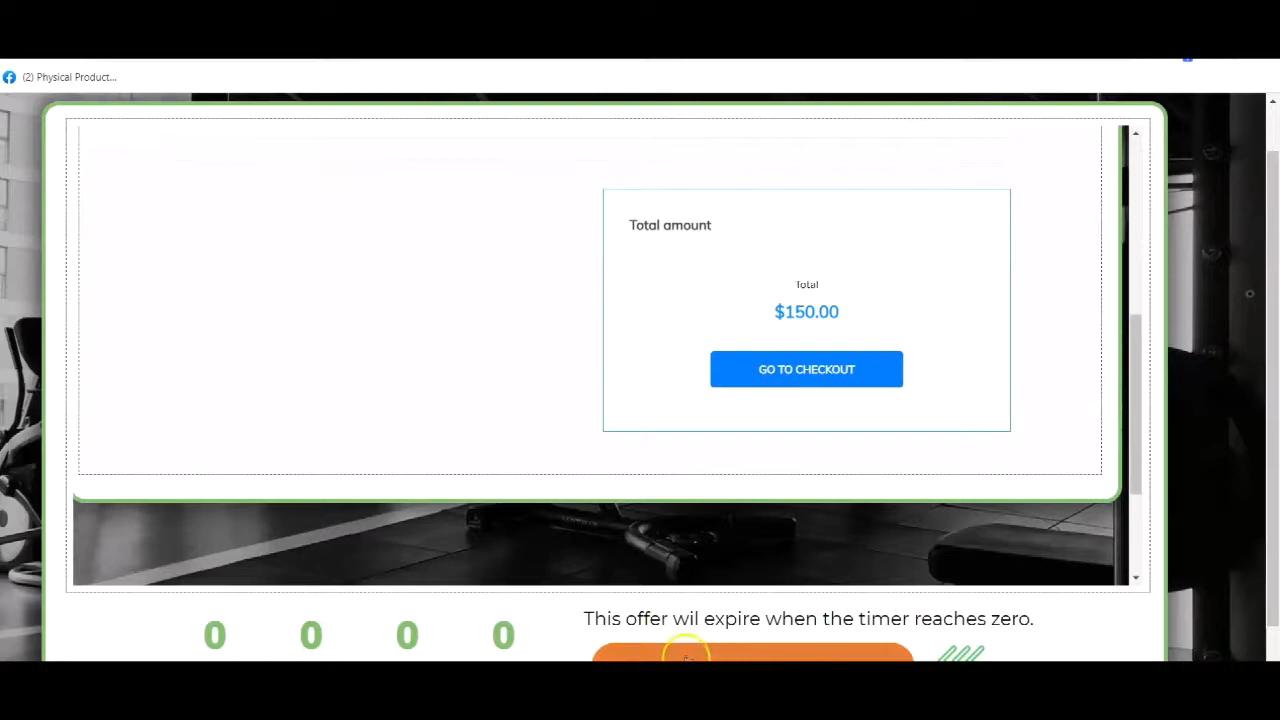 (2) Physical Product...
Total amount
Total
$150.00
GO TO CHECKOUT
0 0 0 0
This offer wil expire when the timer reaches zero.